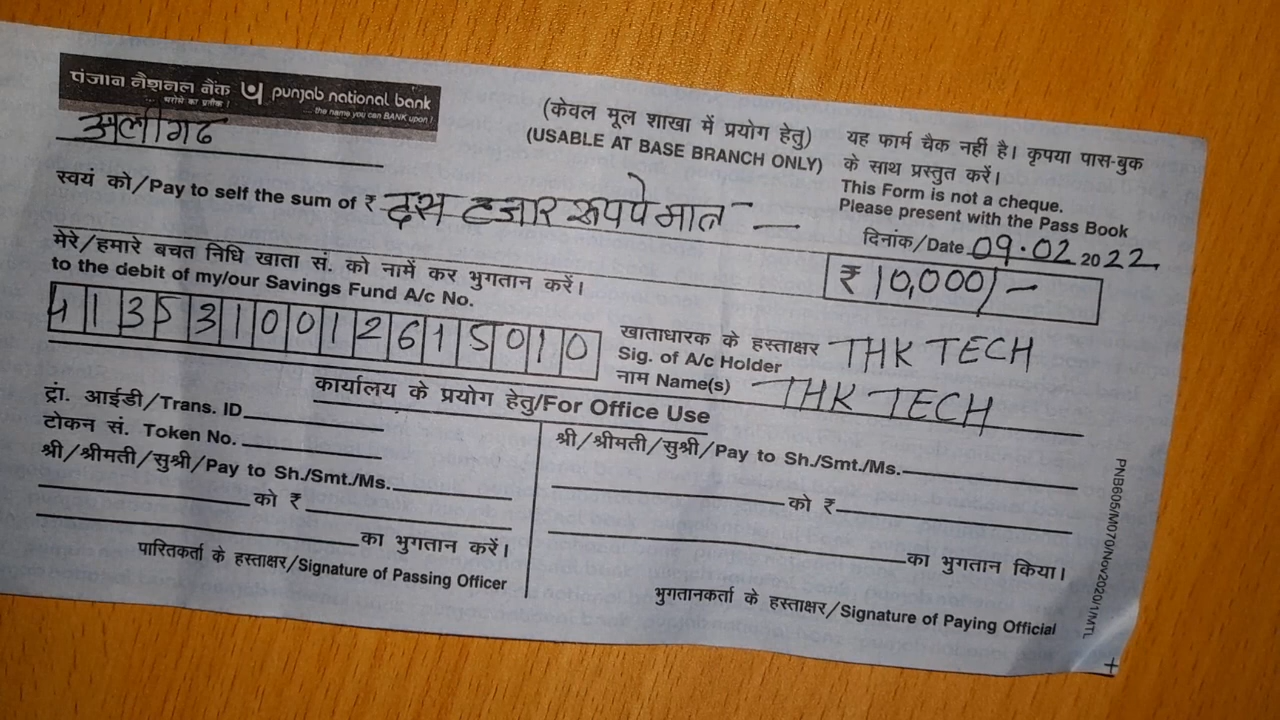 पंजाब नैशनल बैंक punjab national bank
भरोसे का प्रतीक ! ...the name you can BANK upon !
अलीगढ
(केवल मूल शाखा में प्रयोग हेतु)
(USABLE AT BASE BRANCH ONLY)
यह फार्म चैक नहीं है। कृपया पास-बुक
के साथ प्रस्तुत करें।
This Form is not a cheque.
Please present with the Pass Book
दिनांक/Date 09.02 2022
स्वयं को/Pay to self the sum of ₹ दस हजार रूपपे मात्र —
₹ 10,000/-
मेरे/हमारे बचत निधि खाता सं. को नामें कर भुगतान करें।
to the debit of my/our Savings Fund A/c No.
4135310012615010
खाताधारक के हस्ताक्षर THK TECH
Sig. of A/c Holder
नाम Name(s) THK TECH
कार्यालय के प्रयोग हेतु/For Office Use
ट्रां. आईडी/Trans. ID
टोकन सं. Token No.
श्री/श्रीमती/सुश्री/Pay to Sh./Smt./Ms.
को ₹
का भुगतान करें।
पारितकर्ता के हस्ताक्षर/Signature of Passing Officer
श्री/श्रीमती/सुश्री/Pay to Sh./Smt./Ms.
को ₹
का भुगतान किया।
भुगतानकर्ता के हस्ताक्षर/Signature of Paying Official
PNB605/M070/Nov2020/1/MTL